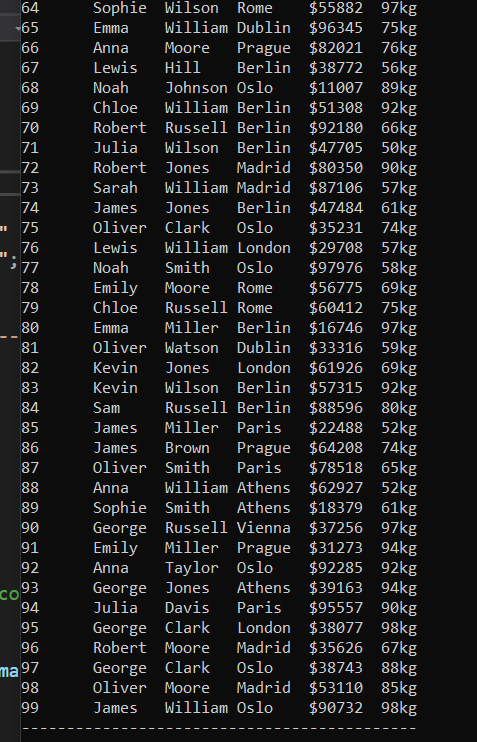 64 Sophie Wilson Rome $55882 97kg
65 Emma William Dublin $96345 75kg
66 Anna Moore Prague $82021 76kg
67 Lewis Hill Berlin $38772 56kg
68 Noah Johnson Oslo $11007 89kg
69 Chloe William Berlin $51308 92kg
70 Robert Russell Berlin $92180 66kg
71 Julia Wilson Berlin $47705 50kg
72 Robert Jones Madrid $80350 90kg
73 Sarah William Madrid $87106 57kg
74 James Jones Berlin $47484 61kg
" 75 Oliver Clark Oslo $35231 74kg
"; 76 Lewis William London $29708 57kg
77 Noah Smith Oslo $97976 58kg
78 Emily Moore Rome $56775 69kg
79 Chloe Russell Rome $60412 75kg
-- 80 Emma Miller Berlin $16746 97kg
81 Oliver Watson Dublin $33316 59kg
82 Kevin Jones London $61926 69kg
83 Kevin Wilson Berlin $57315 92kg
84 Sam Russell Berlin $88596 80kg
85 James Miller Paris $22488 52kg
86 James Brown Prague $64208 74kg
87 Oliver Smith Paris $78518 65kg
88 Anna William Athens $62927 52kg
89 Sophie Smith Athens $18379 61kg
90 George Russell Vienna $37256 97kg
91 Emily Miller Prague $31273 94kg
92 Anna Taylor Oslo $92285 92kg
co 93 George Jones Athens $39163 94kg
94 Julia Davis Paris $95557 90kg
95 George Clark London $38077 98kg
96 Robert Moore Madrid $35626 67kg
ma 97 George Clark Oslo $38743 88kg
98 Oliver Moore Madrid $53110 85kg
99 James William Oslo $90732 98kg
--------------------------------------------